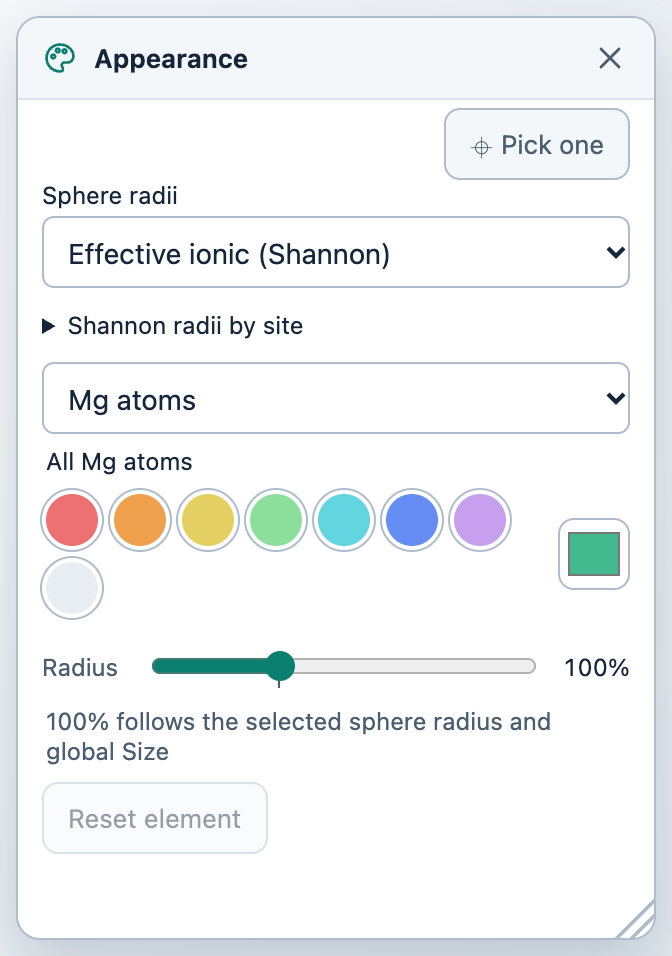 Appearance
Pick one
Sphere radii
Effective ionic (Shannon)
Shannon radii by site
Mg atoms
All Mg atoms
Radius 100%
100% follows the selected sphere radius and
global Size
Reset element